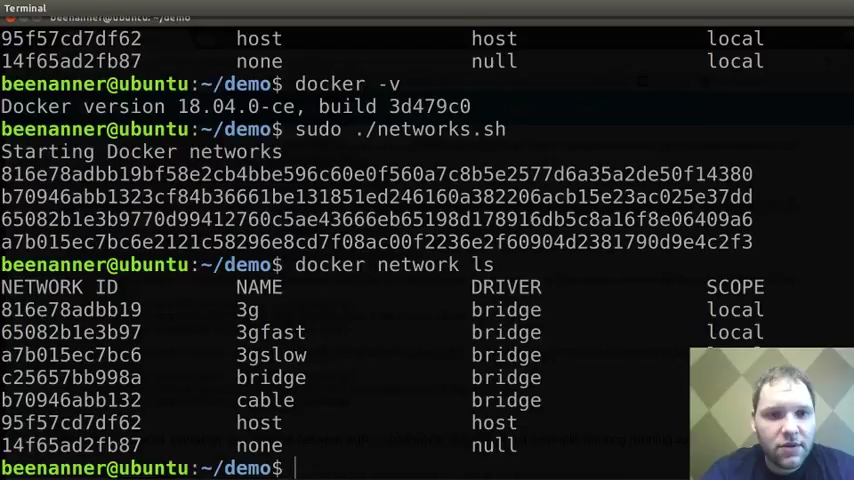 Terminal
beenanner@ubuntu: ~/demo
95f57cd7df62 host host local
14f65ad2fb87 none null local
beenanner@ubuntu:~/demo$ docker -v
Docker version 18.04.0-ce, build 3d479c0
beenanner@ubuntu:~/demo$ sudo ./networks.sh
Starting Docker networks
816e78adbb19bf58e2cb4bbe596c60e0f560a7c8b5e2577d6a35a2de50f14380
b70946abb1323cf84b36661be131851ed246160a382206acb15e23ac025e37dd
65082b1e3b9770d99412760c5ae43666eb65198d178916db5c8a16f8e06409a6
a7b015ec7bc6e2121c58296e8cd7f08ac00f2236e2f60904d2381790d9e4c2f3
beenanner@ubuntu:~/demo$ docker network ls
NETWORK ID NAME DRIVER SCOPE
816e78adbb19 3g bridge local
65082b1e3b97 3gfast bridge local
a7b015ec7bc6 3gslow bridge
c25657bb998a bridge bridge
b70946abb132 cable bridge
95f57cd7df62 host host
14f65ad2fb87 none null
beenanner@ubuntu:~/demo$